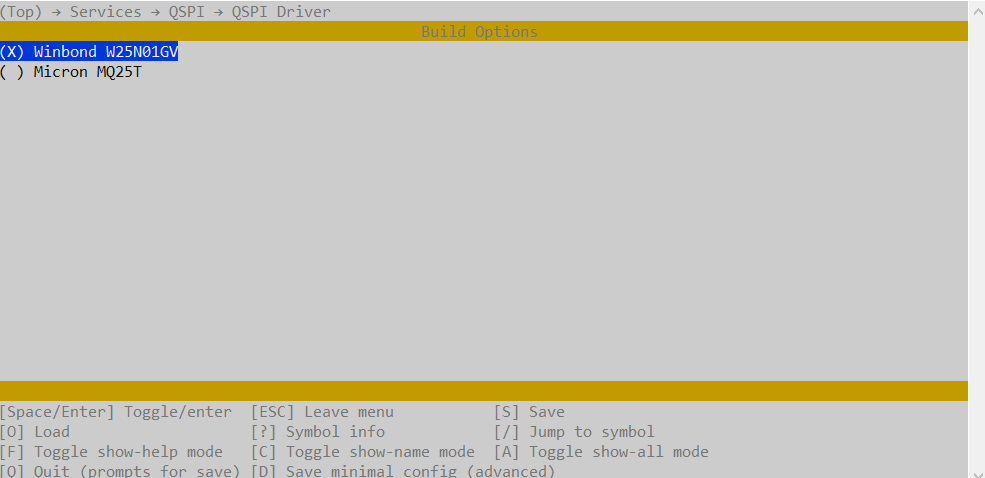 (Top) → Services → QSPI → QSPI Driver
Build Options
(X) Winbond W25N01GV
( ) Micron MQ25T
[Space/Enter] Toggle/enter [ESC] Leave menu [S] Save
[O] Load [?] Symbol info [/] Jump to symbol
[F] Toggle show-help mode [C] Toggle show-name mode [A] Toggle show-all mode
[Q] Quit (prompts for save) [D] Save minimal config (advanced)